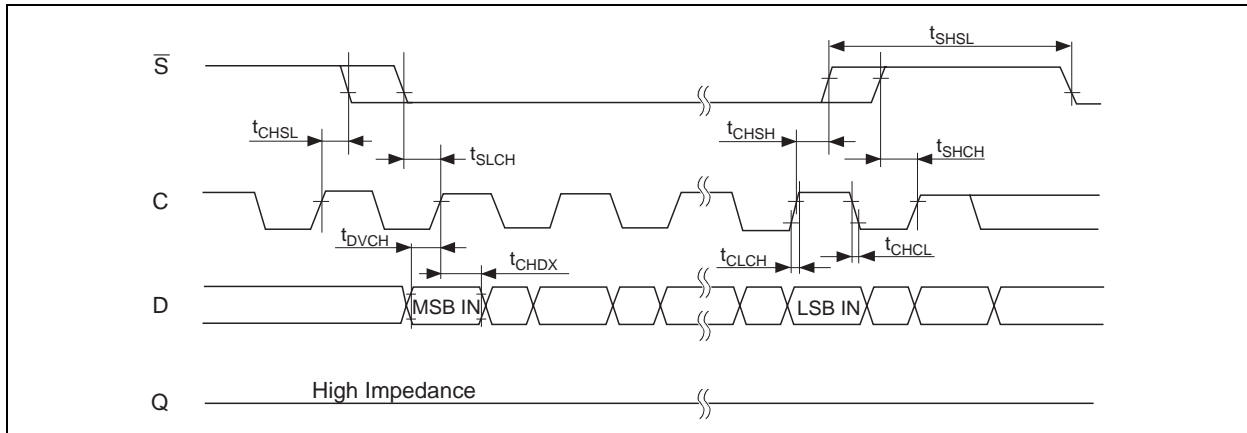 tSHSL
S
tCHSL
tSLCH
tCHSH
tSHCH
C
tDVCH
tCHDX
tCLCH
tCHCL
D
MSB IN
LSB IN
High Impedance
Q